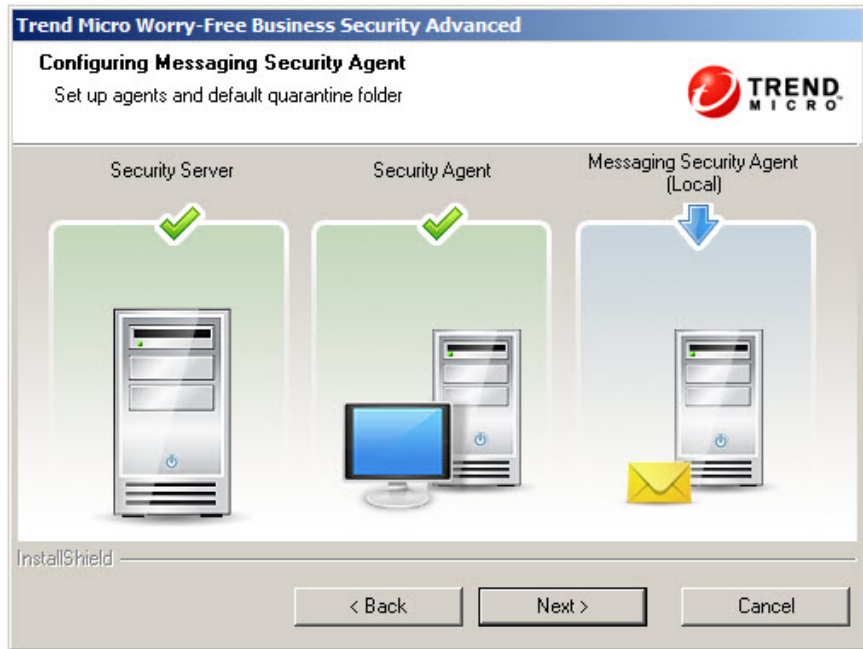 Trend Micro Worry-Free Business Security Advanced
Configuring Messaging Security Agent
Set up agents and default quarantine folder
TREND
MICRO™
Security Server
Security Agent
Messaging Security Agent
(Local)
InstallShield
< Back
Next >
Cancel